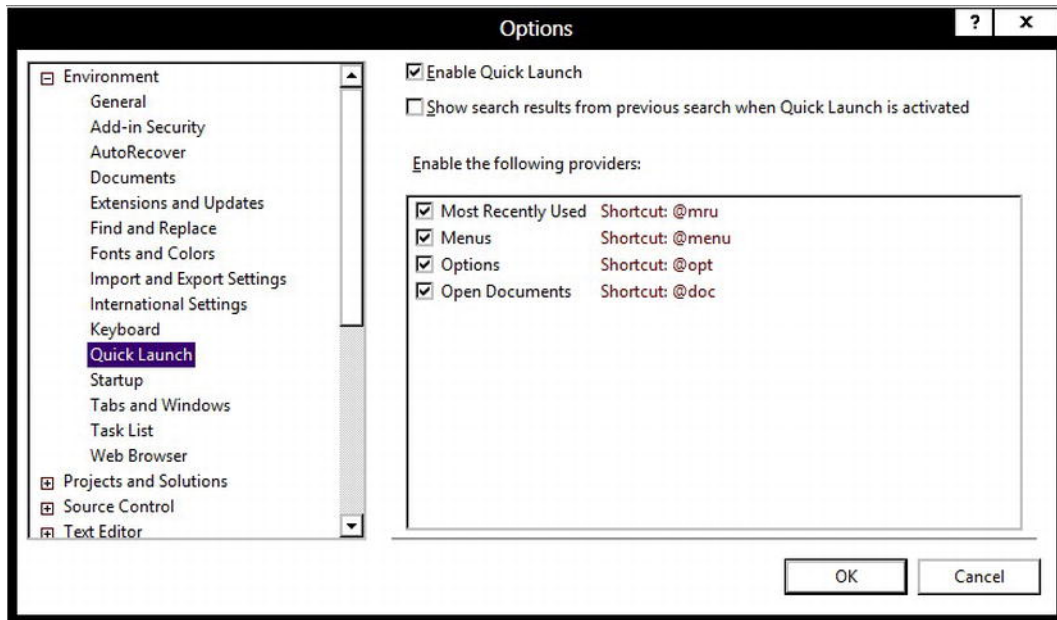 Options
? x
Environment
General
Add-in Security
AutoRecover
Documents
Extensions and Updates
Find and Replace
Fonts and Colors
Import and Export Settings
International Settings
Keyboard
Quick Launch
Startup
Tabs and Windows
Task List
Web Browser
Projects and Solutions
Source Control
Text Editor
Enable Quick Launch
Show search results from previous search when Quick Launch is activated
Enable the following providers:
Most Recently Used Shortcut: @mru
Menus Shortcut: @menu
Options Shortcut: @opt
Open Documents Shortcut: @doc
OK Cancel